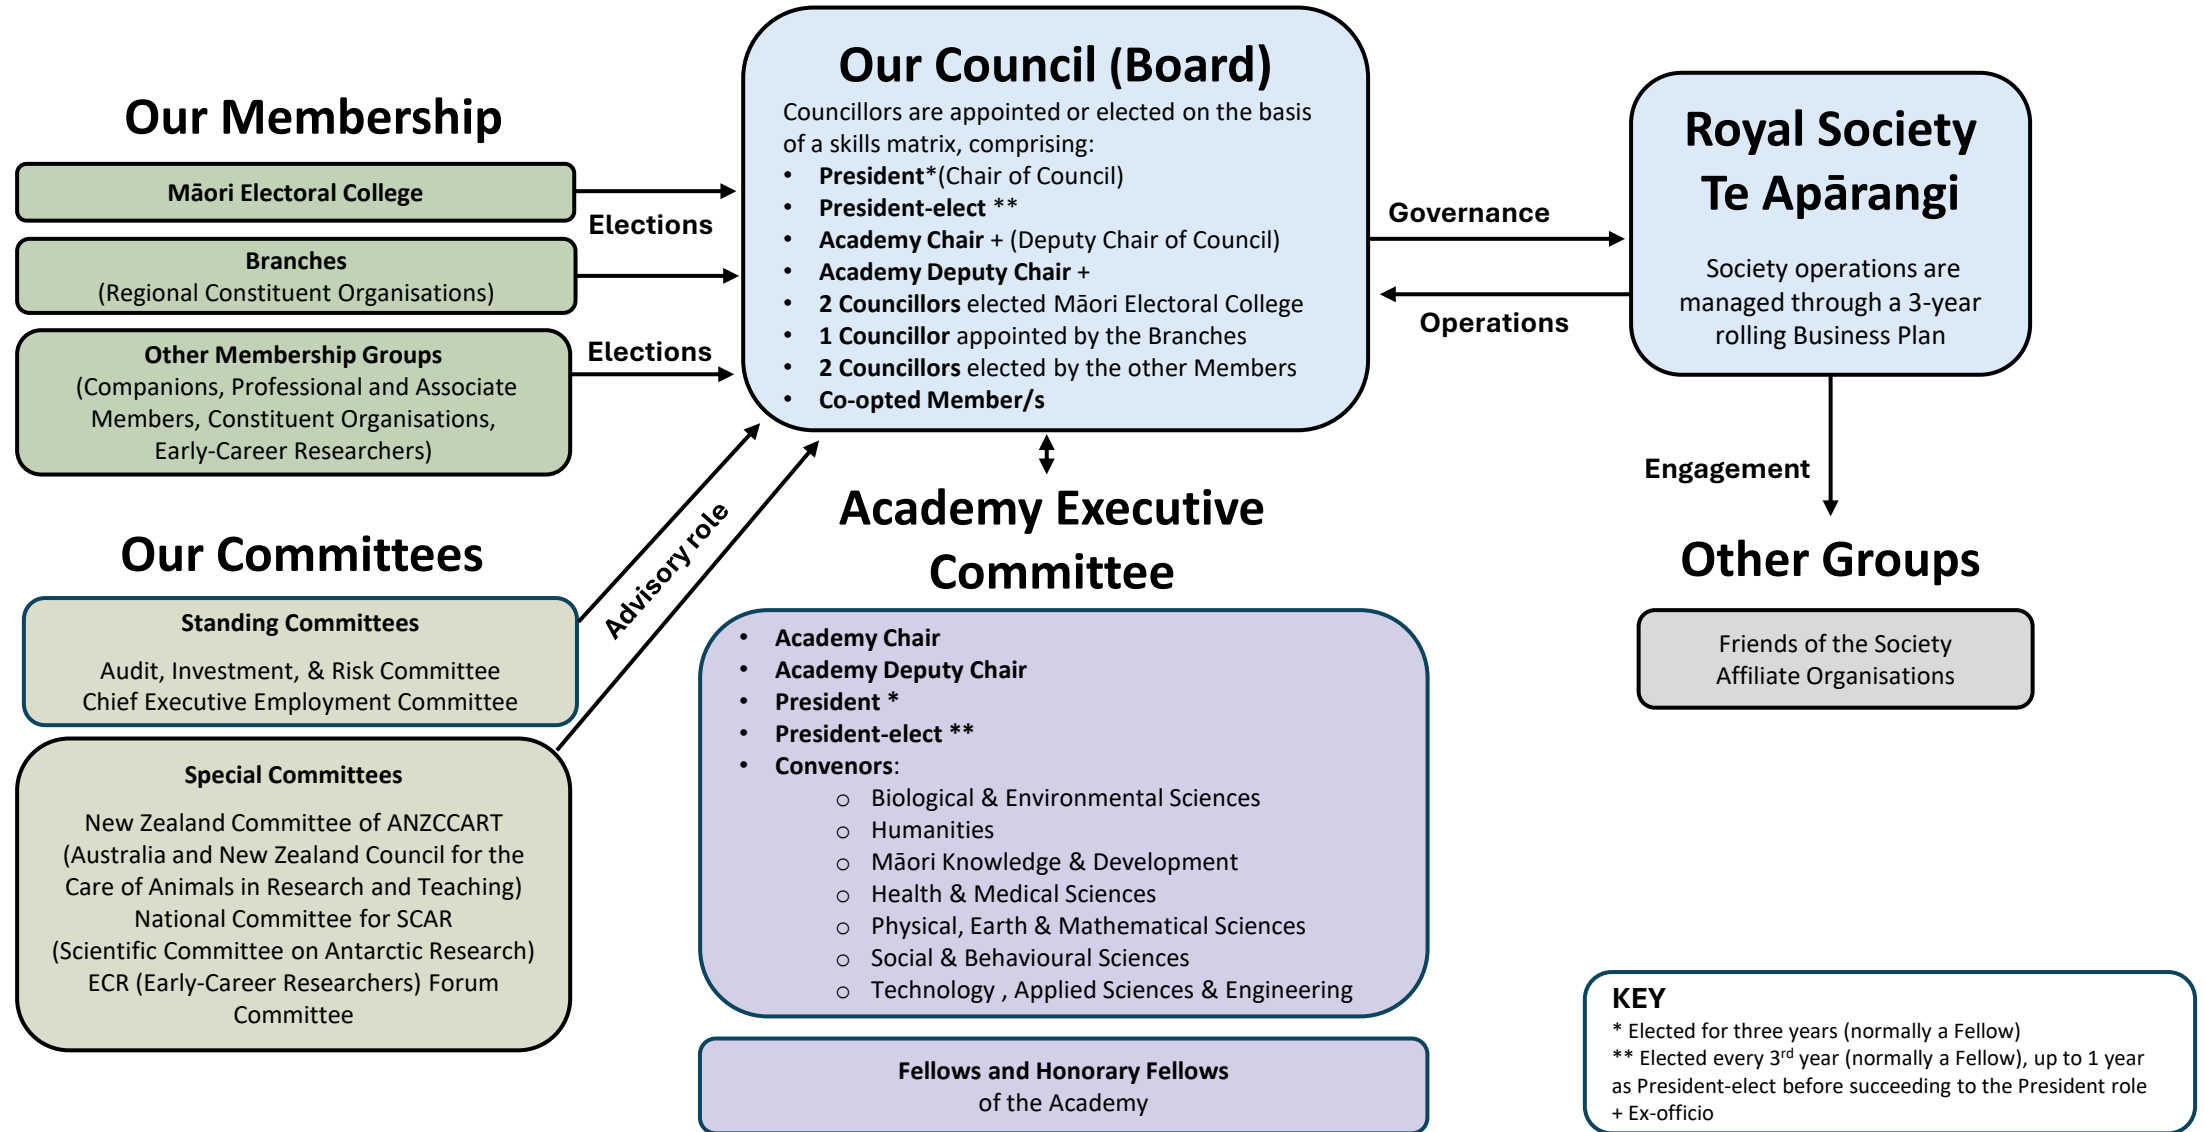 Our Membership
Māori Electoral College
Branches
(Regional Constituent Organisations)
Other Membership Groups
(Companions, Professional and Associate
Members, Constituent Organisations,
Early-Career Researchers)
Elections
Elections
Our Committees
Standing Committees
Audit, Investment, & Risk Committee
Chief Executive Employment Committee
Special Committees
New Zealand Committee of ANZCCART
(Australia and New Zealand Council for the
Care of Animals in Research and Teaching)
National Committee for SCAR
(Scientific Committee on Antarctic Research)
ECR (Early-Career Researchers) Forum
Committee
Advisory role
Our Council (Board)
Councillors are appointed or elected on the basis
of a skills matrix, comprising:
• President*(Chair of Council)
• President-elect **
• Academy Chair + (Deputy Chair of Council)
• Academy Deputy Chair +
• 2 Councillors elected Māori Electoral College
• 1 Councillor appointed by the Branches
• 2 Councillors elected by the other Members
• Co-opted Member/s
Academy Executive
Committee
• Academy Chair
• Academy Deputy Chair
• President *
• President-elect **
• Convenors:
o Biological & Environmental Sciences
o Humanities
o Māori Knowledge & Development
o Health & Medical Sciences
o Physical, Earth & Mathematical Sciences
o Social & Behavioural Sciences
o Technology , Applied Sciences & Engineering
Fellows and Honorary Fellows
of the Academy
Governance
Operations
Royal Society
Te Apārangi
Society operations are
managed through a 3-year
rolling Business Plan
Engagement
Other Groups
Friends of the Society
Affiliate Organisations
KEY
* Elected for three years (normally a Fellow)
** Elected every 3rd year (normally a Fellow), up to 1 year
as President-elect before succeeding to the President role
+ Ex-officio